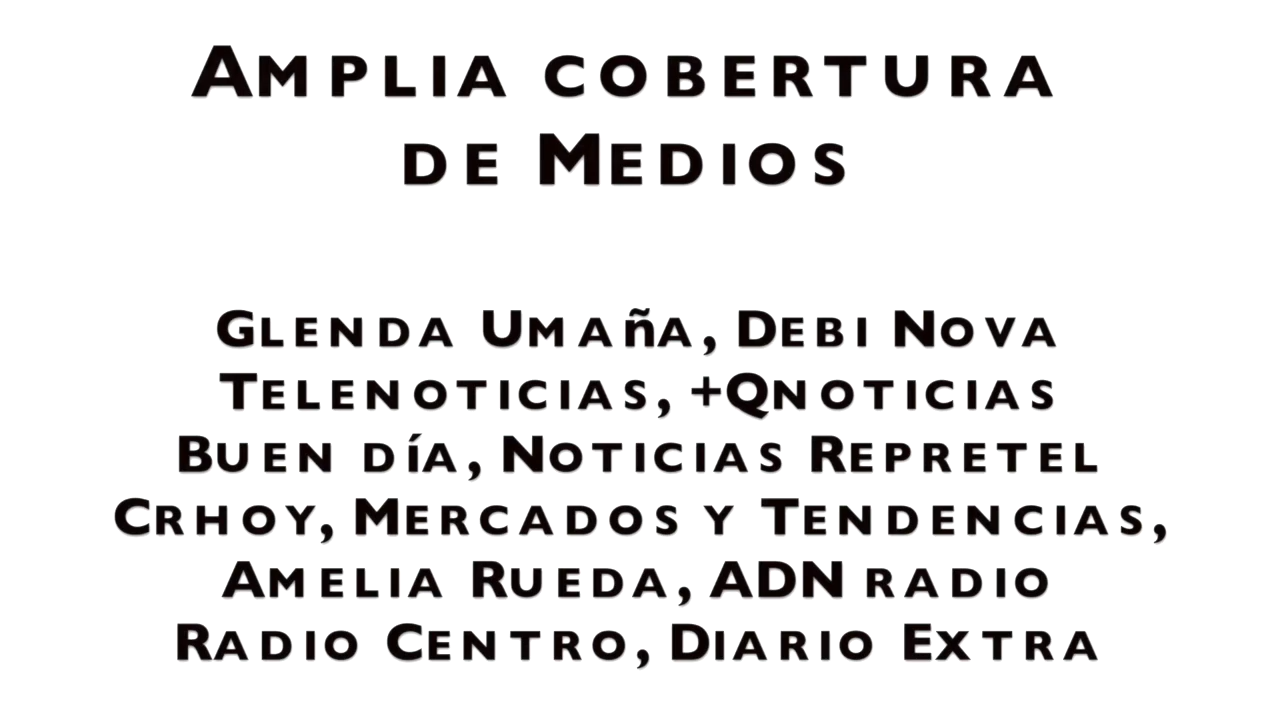 Amplia cobertura
de Medios
Glenda Umaña, Debi Nova
Telenoticias, +Qnoticias
Buen día, Noticias Repretel
Crhoy, Mercados y Tendencias,
Amelia Rueda, ADN radio
Radio Centro, Diario Extra